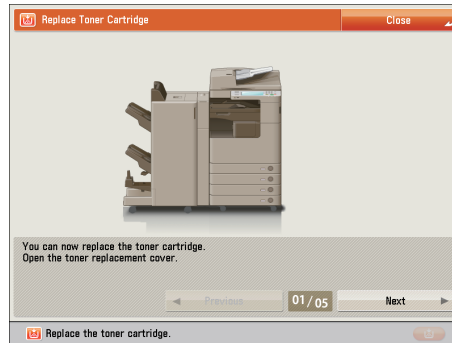 Replace Toner Cartridge
Close
You can now replace the toner cartridge.
Open the toner replacement cover.
Previous
01/05
Next
Replace the toner cartridge.